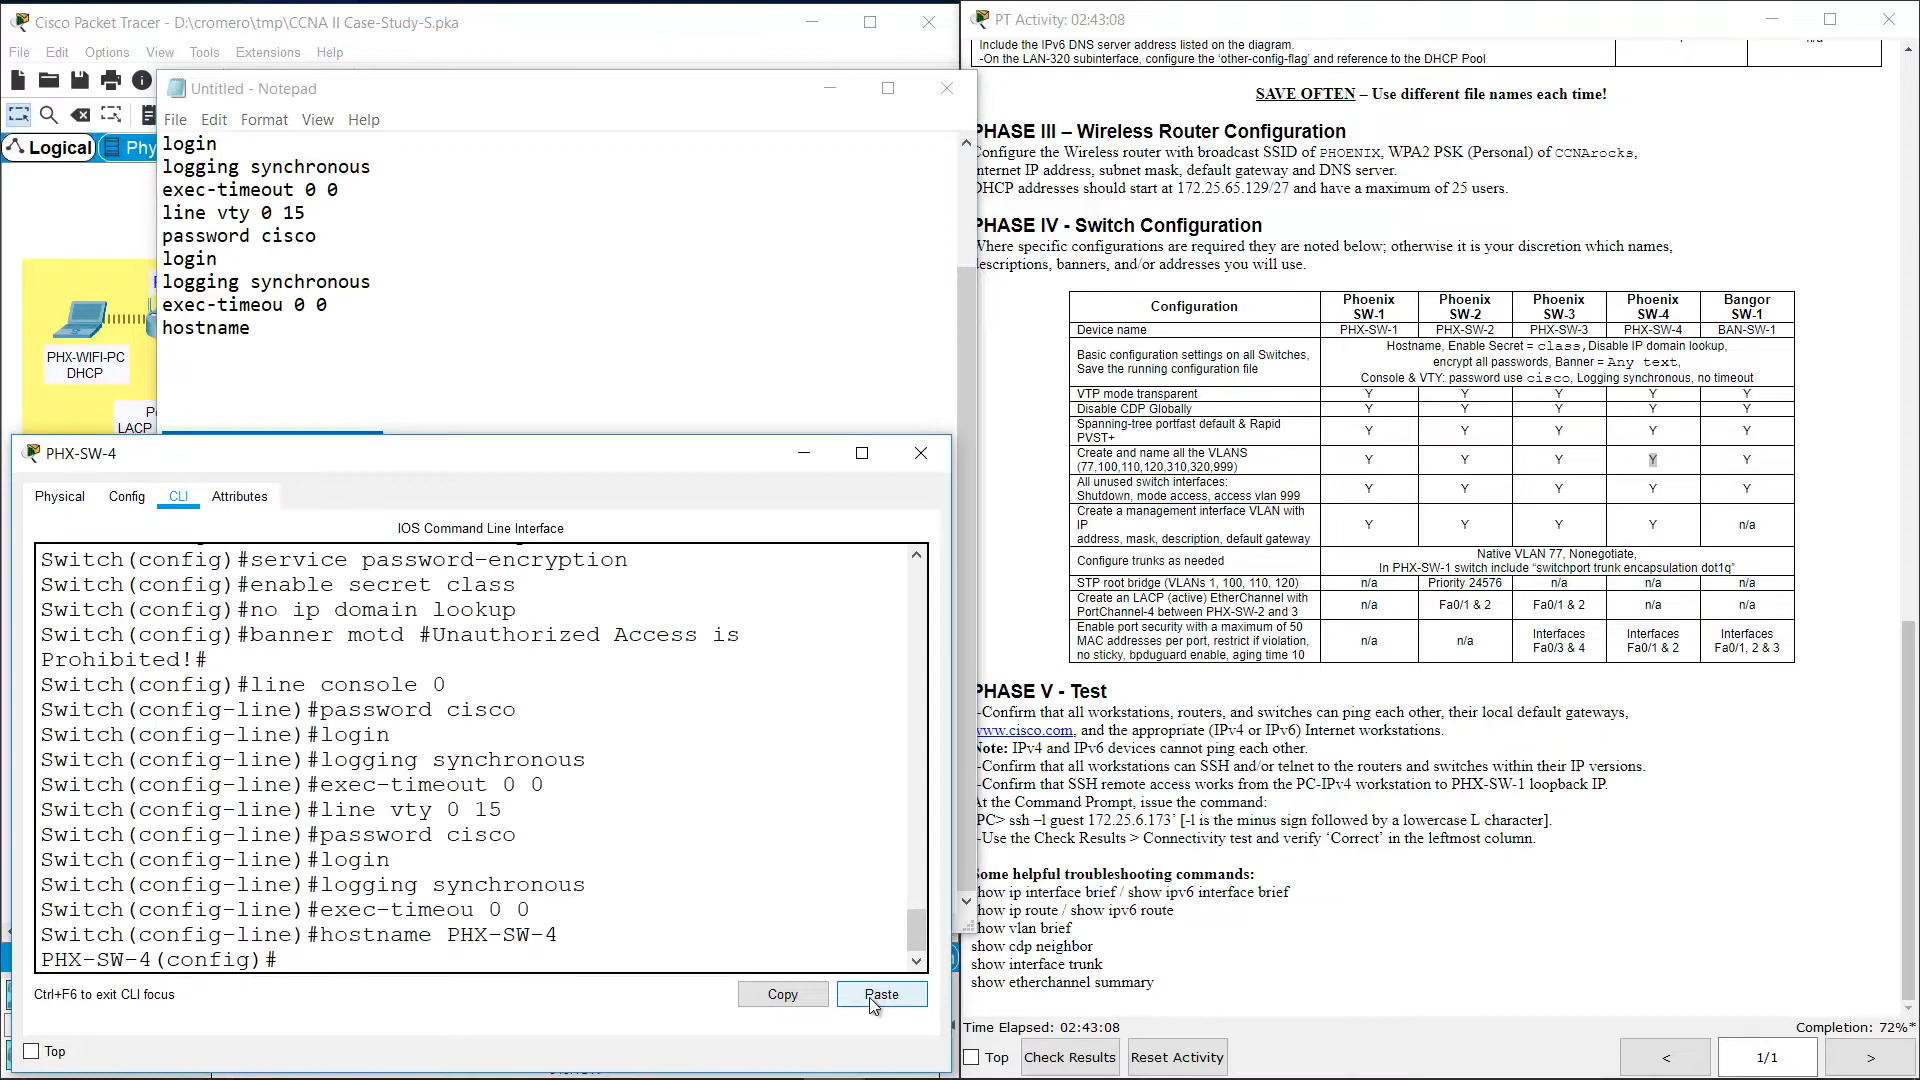 Cisco Packet Tracer - D:\cromero\tmp\CCNA II Case-Study-S.pka
File Edit Options View Tools Extensions Help
Logical
Phy
PHX-WIFI-PC
DHCP
LACP
Untitled - Notepad
File Edit Format View Help
login
logging synchronous
exec-timeout 0 0
line vty 0 15
password cisco
login
logging synchronous
exec-timeou 0 0
hostname
PHX-SW-4
Physical Config CLI Attributes
IOS Command Line Interface
Switch(config)#service password-encryption
Switch(config)#enable secret class
Switch(config)#no ip domain lookup
Switch(config)#banner motd #Unauthorized Access is
Prohibited!#
Switch(config)#line console 0
Switch(config-line)#password cisco
Switch(config-line)#login
Switch(config-line)#logging synchronous
Switch(config-line)#exec-timeout 0 0
Switch(config-line)#line vty 0 15
Switch(config-line)#password cisco
Switch(config-line)#login
Switch(config-line)#logging synchronous
Switch(config-line)#exec-timeou 0 0
Switch(config-line)#hostname PHX-SW-4
PHX-SW-4(config)#
Ctrl+F6 to exit CLI focus
Copy
Paste
Top
PT Activity: 02:43:08
Include the IPv6 DNS server address listed on the diagram.
-On the LAN-320 subinterface, configure the 'other-config-flag' and reference to the DHCP Pool
n/a
SAVE OFTEN – Use different file names each time!
PHASE III – Wireless Router Configuration
Configure the Wireless router with broadcast SSID of PHOENIX, WPA2 PSK (Personal) of CCNArocks,
nternet IP address, subnet mask, default gateway and DNS server.
DHCP addresses should start at 172.25.65.129/27 and have a maximum of 25 users.
PHASE IV - Switch Configuration
Where specific configurations are required they are noted below; otherwise it is your discretion which names,
escriptions, banners, and/or addresses you will use.
Configuration Phoenix SW-1 Phoenix SW-2 Phoenix SW-3 Phoenix SW-4 Bangor SW-1
Device name PHX-SW-1 PHX-SW-2 PHX-SW-3 PHX-SW-4 BAN-SW-1
Basic configuration settings on all Switches,
Save the running configuration file
Hostname, Enable Secret = class, Disable IP domain lookup,
encrypt all passwords, Banner = Any text,
Console & VTY: password use cisco, Logging synchronous, no timeout
VTP mode transparent Y Y Y Y Y
Disable CDP Globally Y Y Y Y Y
Spanning-tree portfast default & Rapid
PVST+ Y Y Y Y Y
Create and name all the VLANS
(77,100,110,120,310,320,999) Y Y Y Y Y
All unused switch interfaces:
Shutdown, mode access, access vlan 999 Y Y Y Y Y
Create a management interface VLAN with
IP
address, mask, description, default gateway Y Y Y Y n/a
Configure trunks as needed
Native VLAN 77, Nonegotiate,
In PHX-SW-1 switch include "switchport trunk encapsulation dot1q"
STP root bridge (VLANs 1, 100, 110, 120) n/a Priority 24576 n/a n/a n/a
Create an LACP (active) EtherChannel with
PortChannel-4 between PHX-SW-2 and 3 n/a Fa0/1 & 2 Fa0/1 & 2 n/a n/a
Enable port security with a maximum of 50
MAC addresses per port, restrict if violation,
no sticky, bpduguard enable, aging time 10 n/a n/a Interfaces Fa0/3 & 4 Interfaces Fa0/1 & 2 Interfaces Fa0/1, 2 & 3
PHASE V - Test
-Confirm that all workstations, routers, and switches can ping each other, their local default gateways,
www.cisco.com, and the appropriate (IPv4 or IPv6) Internet workstations.
Note: IPv4 and IPv6 devices cannot ping each other.
-Confirm that all workstations can SSH and/or telnet to the routers and switches within their IP versions.
-Confirm that SSH remote access works from the PC-IPv4 workstation to PHX-SW-1 loopback IP.
At the Command Prompt, issue the command:
PC> ssh –l guest 172.25.6.173' [-l is the minus sign followed by a lowercase L character].
-Use the Check Results > Connectivity test and verify 'Correct' in the leftmost column.
Some helpful troubleshooting commands:
show ip interface brief / show ipv6 interface brief
show ip route / show ipv6 route
show vlan brief
show cdp neighbor
show interface trunk
show etherchannel summary
Time Elapsed: 02:43:08
Completion: 72%*
Top
Check Results
Reset Activity
<
1/1
>